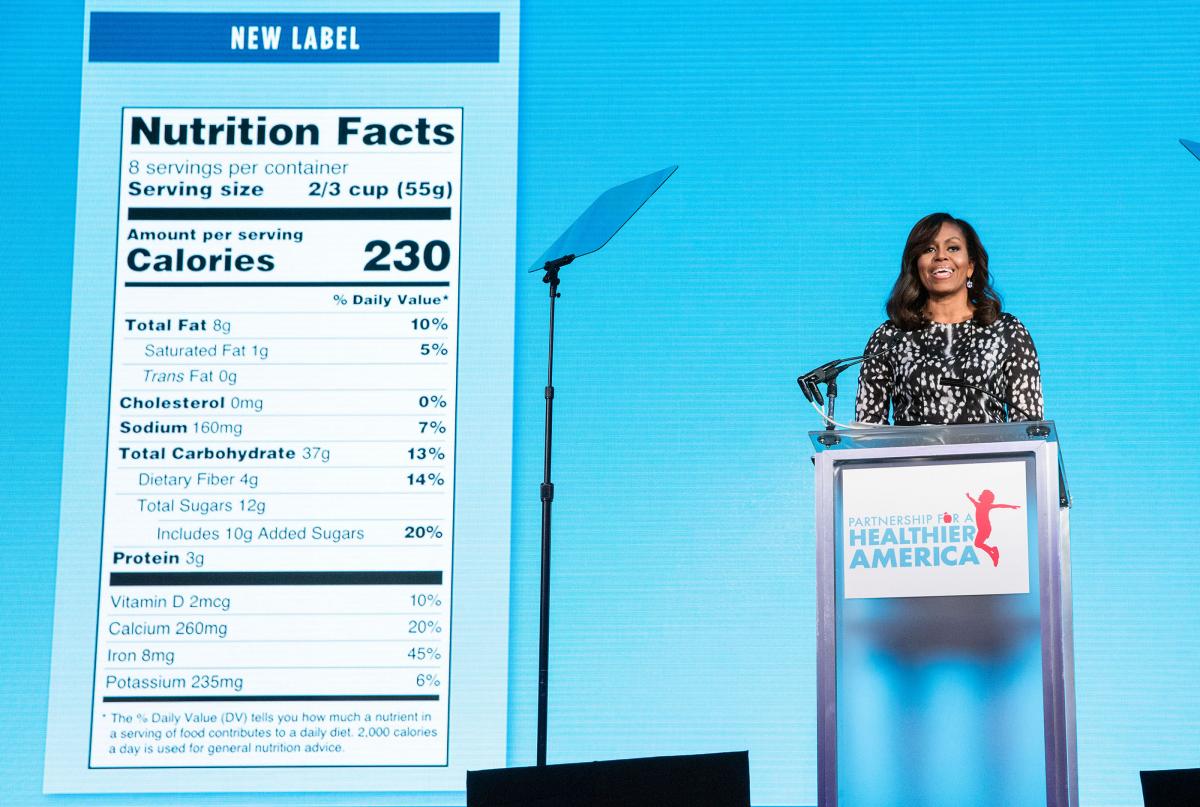 NEW LABEL
Nutrition Facts
8 servings per container
Serving size 2/3 cup (55g)
Amount per serving
Calories 230
% Daily Value*
Total Fat 8g 10%
Saturated Fat 1g 5%
Trans Fat 0g
Cholesterol 0mg 0%
Sodium 160mg 7%
Total Carbohydrate 37g 13%
Dietary Fiber 4g 14%
Total Sugars 12g
Includes 10g Added Sugars 20%
Protein 3g
Vitamin D 2mcg 10%
Calcium 260mg 20%
Iron 8mg 45%
Potassium 235mg 6%
* The % Daily Value (DV) tells you how much a nutrient in
a serving of food contributes to a daily diet. 2,000 calories
a day is used for general nutrition advice.
PARTNERSHIP FOR A
HEALTHIER
AMERICA